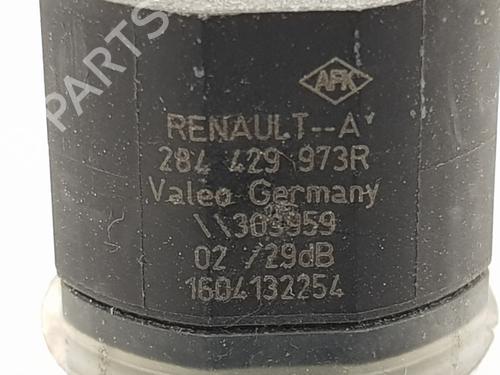 PARTS
AFK
RENAULT--A
284 429 973R
Valeo Germany
\\303959
02 /29dB
1604132254